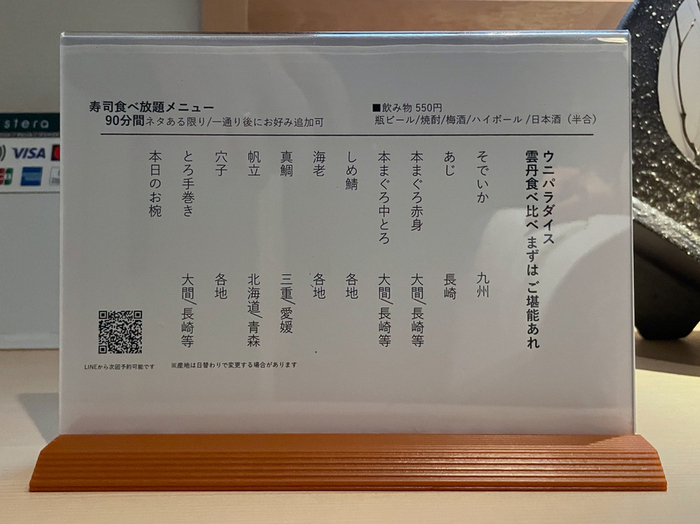 寿司食べ放題メニュー
90分間ネタある限り/一通り後にお好み追加可
■飲み物 550円
瓶ビール/焼酎/梅酒/ハイボール /日本酒（半合）
ウニパラダイス
雲丹食べ比べ まずは ご堪能あれ
そでいか 九州
あじ 長崎
本まぐろ赤身 大間/長崎等
本まぐろ中とろ 大間/長崎等
しめ鯖 各地
海老 各地
真鯛 三重/愛媛
帆立 北海道/青森
穴子 各地
とろ手巻き 大間/長崎等
本日のお椀
LINEから次回予約可能です
※産地は日替わりで変更する場合があります
stera
VISA